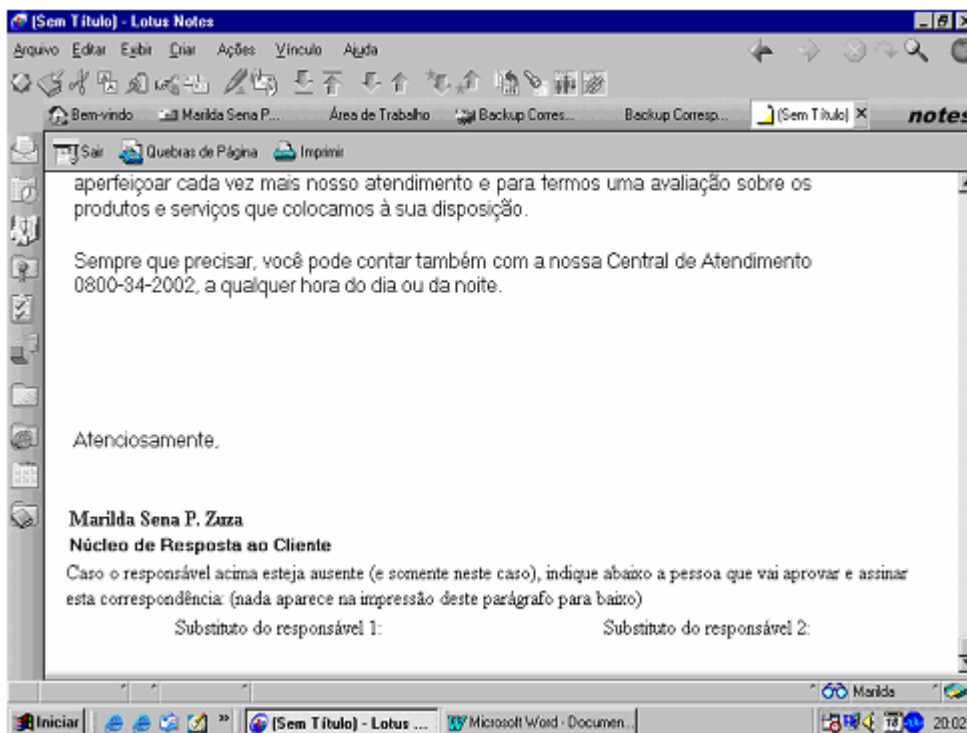 (Sem Título) - Lotus Notes
Arquivo Editar Exibir Criar Ações Vínculo Ajuda
Bem-vindo Marilda Sena P... Área de Trabalho Backup Corres... Backup Corresp... (Sem Título) X notes
Sair Quebras de Página Imprimir
aperfeiçoar cada vez mais nosso atendimento e para termos uma avaliação sobre os
produtos e serviços que colocamos à sua disposição.
Sempre que precisar, você pode contar também com a nossa Central de Atendimento
0800-34-2002, a qualquer hora do dia ou da noite.
Atenciosamente,
Marilda Sena P. Zuza
Núcleo de Resposta ao Cliente
Caso o responsável acima esteja ausente (e somente neste caso), indique abaixo a pessoa que vai aprovar e assinar
esta correspondência: (nada aparece na impressão deste parágrafo para baixo)
Substituto do responsável 1: Substituto do responsável 2:
Marilda
Iniciar » (Sem Título) - Lotus ... Microsoft Word - Documen... 20:02